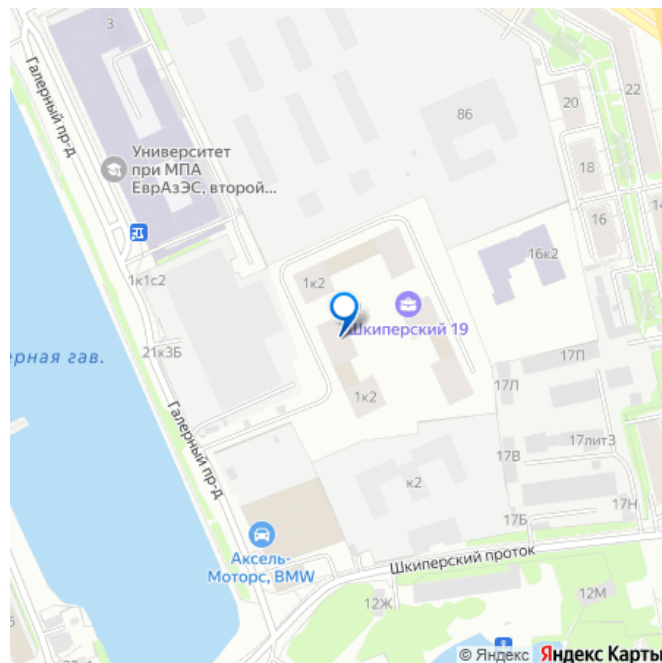 3
Галерный пр-д
86
22
20
18
16
14
Университет
при МПА
ЕврАзЭС, второй...
1к1с2
1к2
16к2
Шкиперский 19
21к3Б
ерная гав.
17П
17Л
1к2
Галерный пр-д
17литЗ
17В
к2
17Б
17Н
Аксель-
Моторс, BMW
Шкиперский проток
12Ж
12М
© Яндекс Яндекс Карты